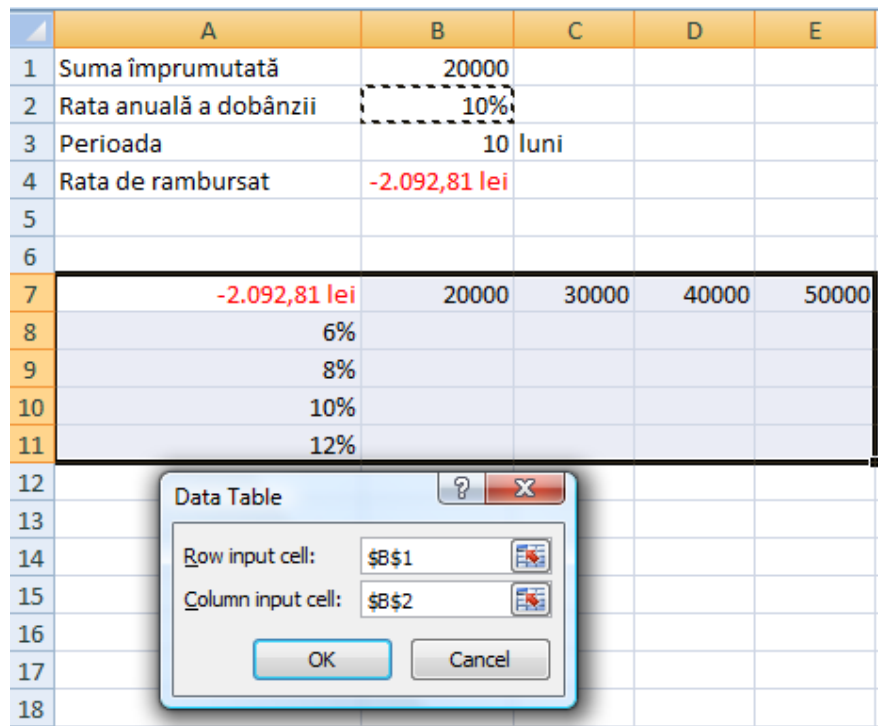 A B C D E
1 Suma împrumutată 20000
2 Rata anuală a dobânzii 10%
3 Perioada 10 luni
4 Rata de rambursat -2.092,81 lei
5
6
7 -2.092,81 lei 20000 30000 40000 50000
8 6%
9 8%
10 10%
11 12%
12
Data Table ? X
13
14 Row input cell: $B$1
15 Column input cell: $B$2
16
17 OK Cancel
18